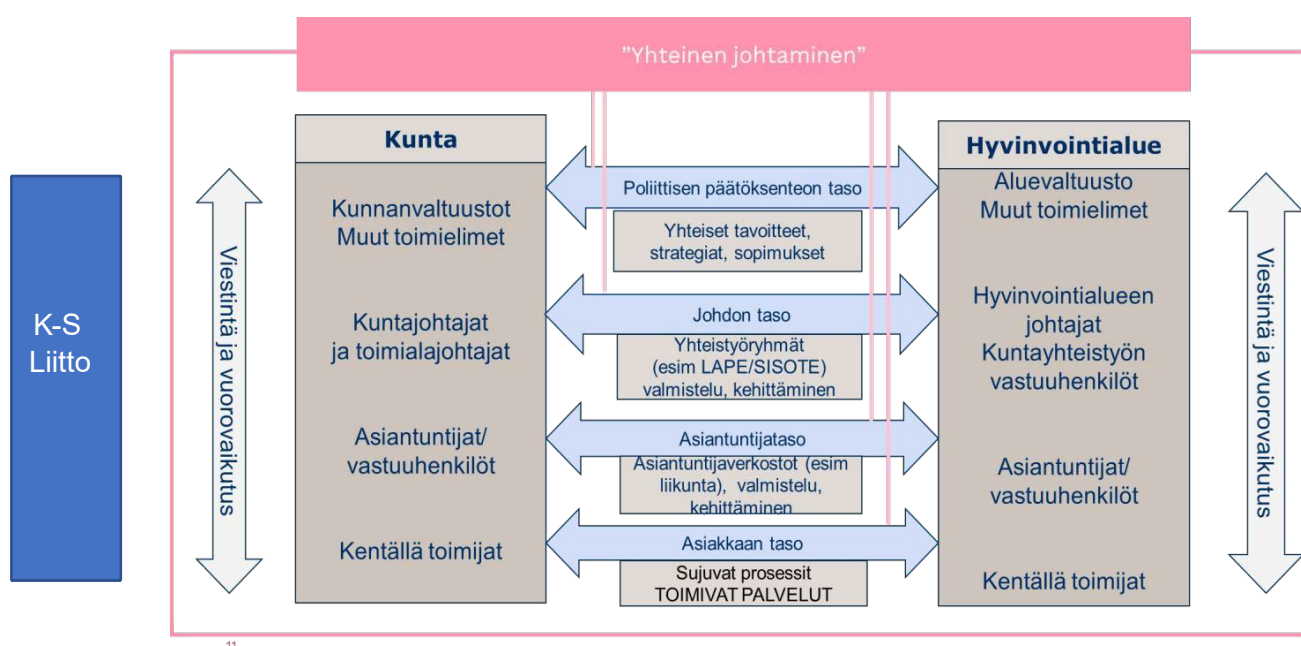 ”Yhteinen johtaminen”
K-S
Liitto
Viestintä ja vuorovaikutus
Kunta
Kunnanvaltuustot
Muut toimielimet
Kuntajohtajat
ja toimialajohtajat
Asiantuntijat/
vastuuhenkilöt
Kentällä toimijat
Poliittisen päätöksenteon taso
Yhteiset tavoitteet,
strategiat, sopimukset
Johdon taso
Yhteistyöryhmät
(esim LAPE/SISOTE)
valmistelu, kehittäminen
Asiantuntijataso
Asiantuntijaverkostot (esim
liikunta), valmistelu,
kehittäminen
Asiakkaan taso
Sujuvat prosessit
TOIMIVAT PALVELUT
Hyvinvointialue
Aluevaltuusto
Muut toimielimet
Hyvinvointialueen
johtajat
Kuntayhteistyön
vastuuhenkilöt
Asiantuntijat/
vastuuhenkilöt
Kentällä toimijat
Viestintä ja vuorovaikutus
11